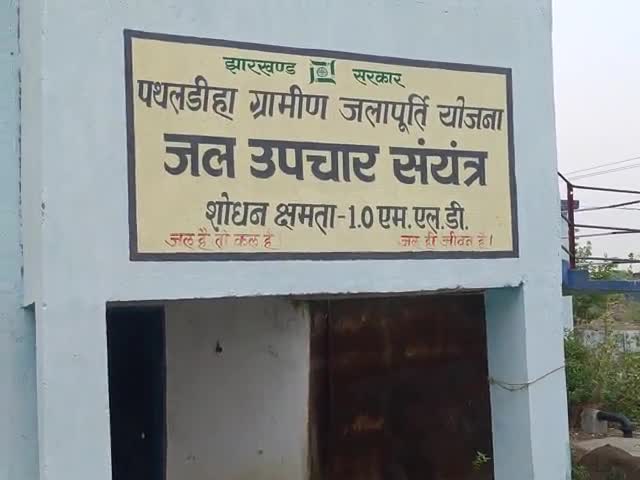 झारखण्ड सरकार
पथलडीहा ग्रामीण जलापूर्ति योजना
जल उपचार संयंत्र
शोधन क्षमता-1.0 एम.एल.डी.
जल है तो कल है जल ही जीवन है।